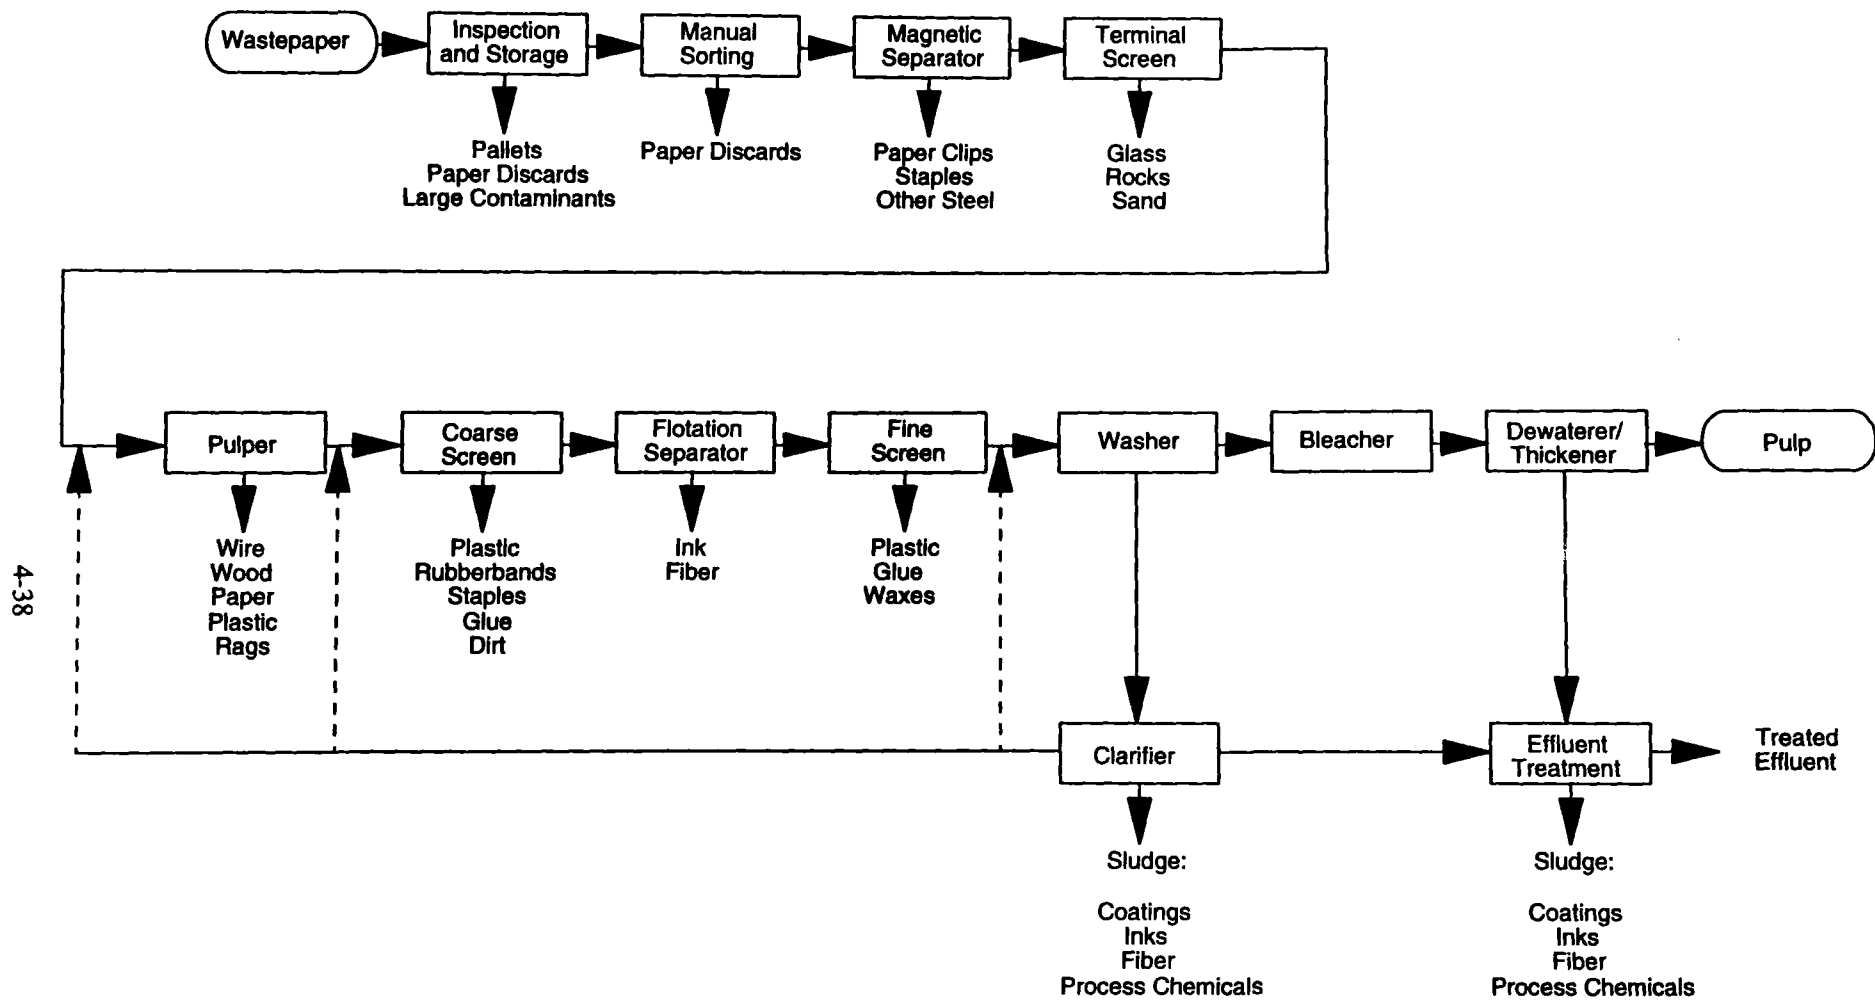 Wastepaper
Inspection
and Storage
Manual
Sorting
Magnetic
Separator
Terminal
Screen
Pallets
Paper Discards
Large Contaminants
Paper Discards
Paper Clips
Staples
Other Steel
Glass
Rocks
Sand
Pulper
Coarse
Screen
Flotation
Separator
Fine
Screen
Washer
Bleacher
Dewaterer/
Thickener
Pulp
Wire
Wood
Paper
Plastic
Rags
Plastic
Rubberbands
Staples
Glue
Dirt
Ink
Fiber
Plastic
Glue
Waxes
4-38
Clarifier
Effluent
Treatment
Treated
Effluent
Sludge:
Coatings
Inks
Fiber
Process Chemicals
Sludge:
Coatings
Inks
Fiber
Process Chemicals